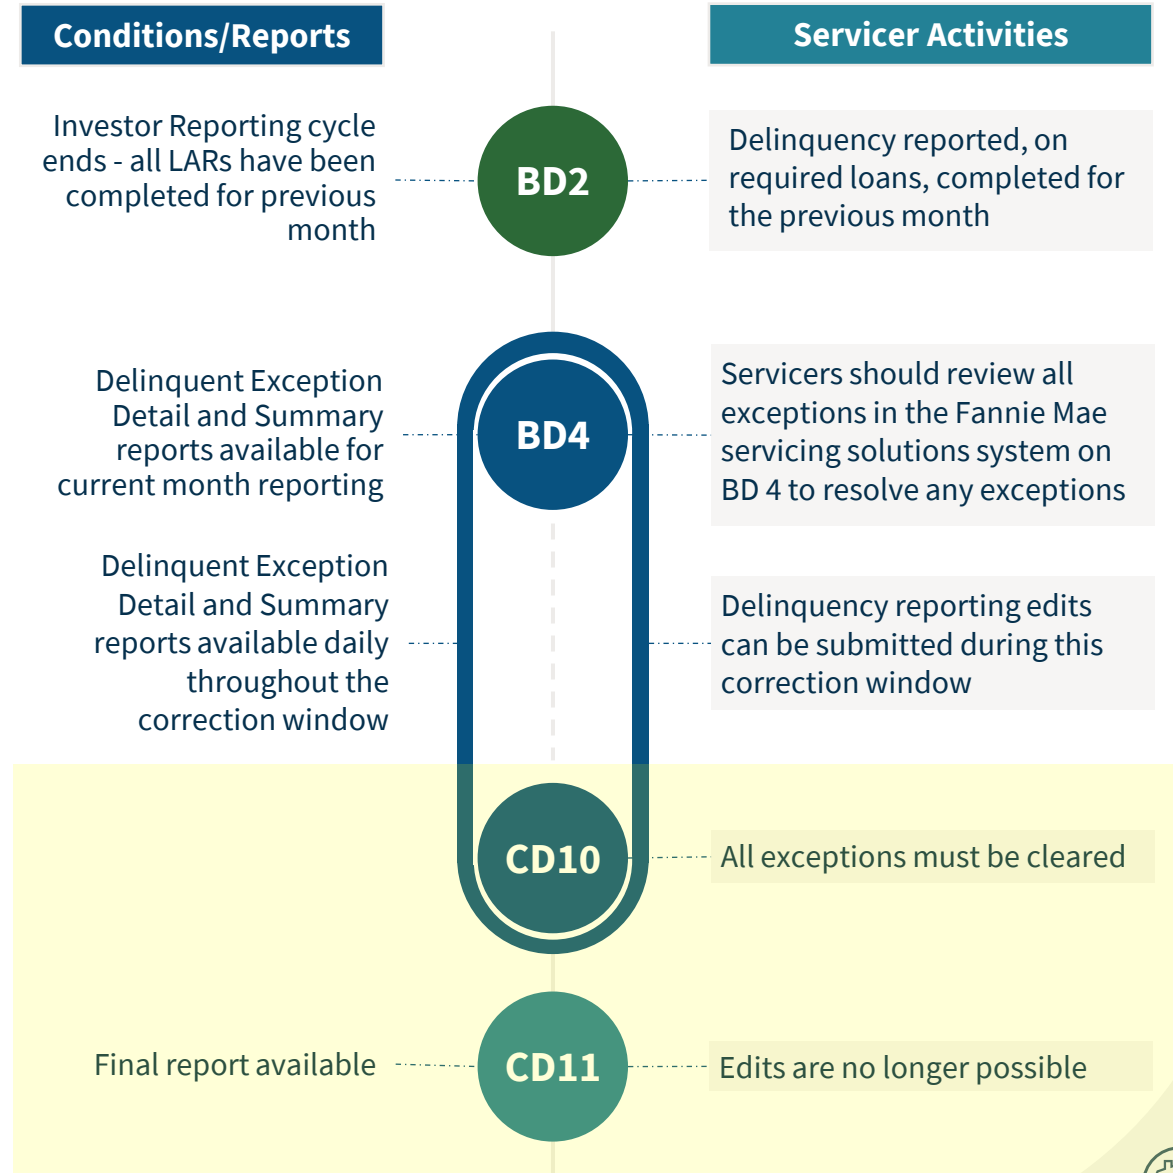 Conditions/Reports
Servicer Activities
Investor Reporting cycle
ends - all LARs have been
completed for previous
month
BD2
Delinquency reported, on
required loans, completed for
the previous month
Delinquent Exception
Detail and Summary
reports available for
current month reporting
BD4
Servicers should review all
exceptions in the Fannie Mae
servicing solutions system on
BD 4 to resolve any exceptions
Delinquent Exception
Detail and Summary
reports available daily
throughout the
correction window
Delinquency reporting edits
can be submitted during this
correction window
CD10
All exceptions must be cleared
Final report available
CD11
Edits are no longer possible